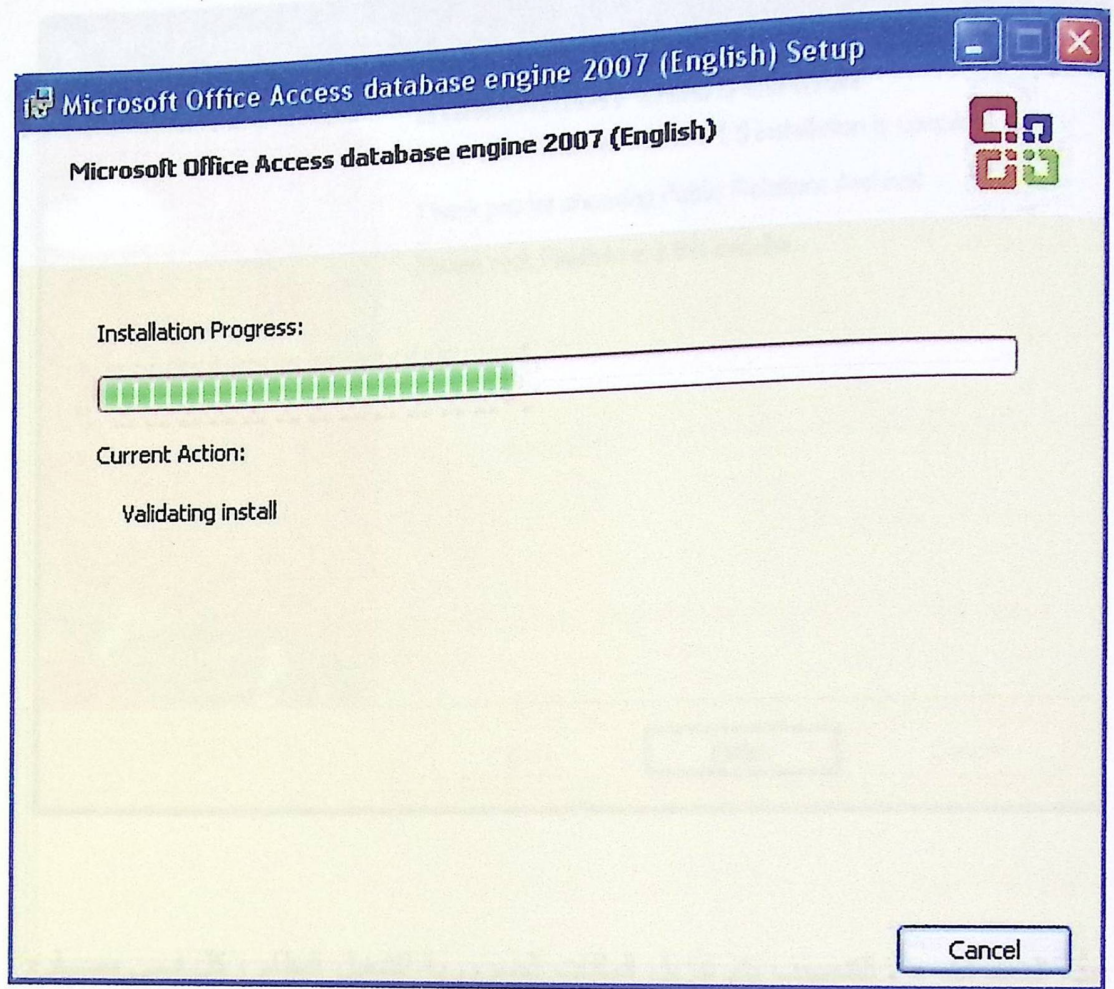 Microsoft Office Access database engine 2007 (English) Setup
Microsoft Office Access database engine 2007 (English)
Installation Progress:
Current Action:
Validating install
Cancel